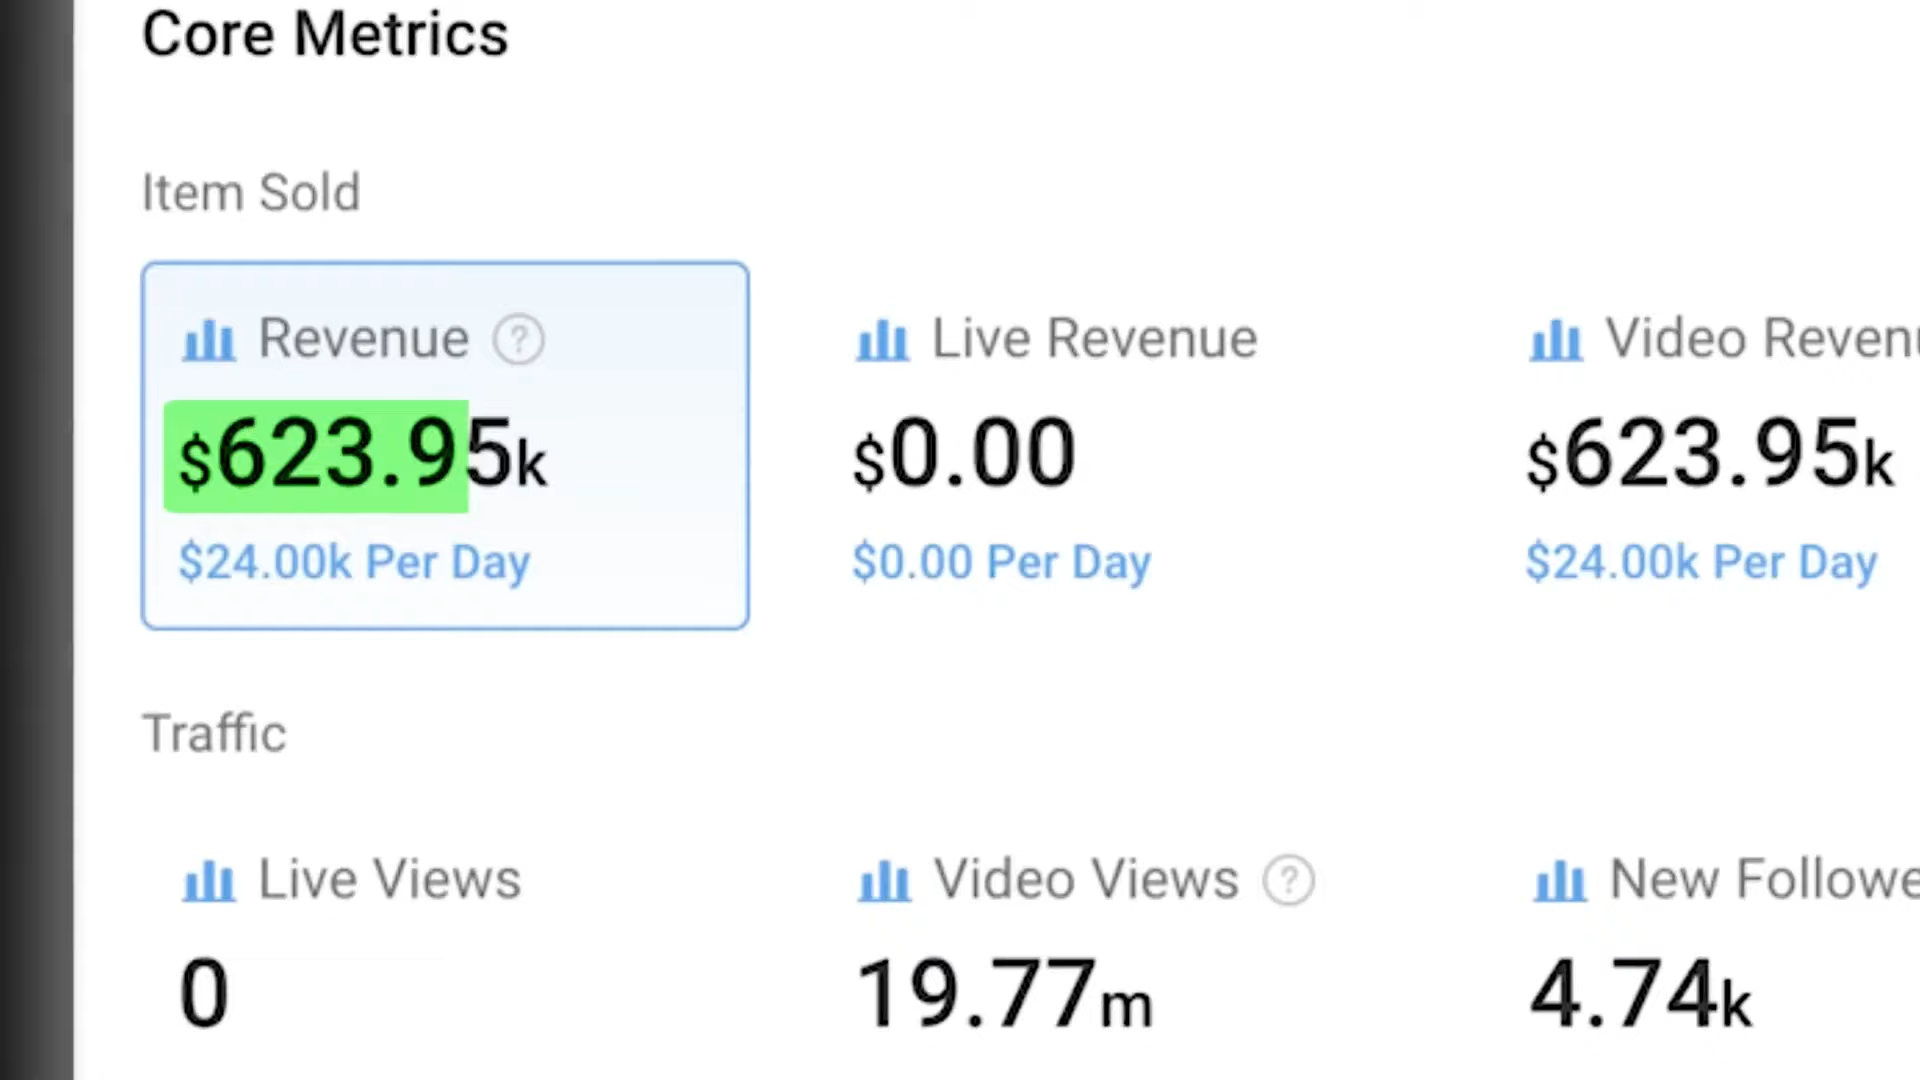 Core Metrics
Item Sold
Revenue ?
$623.95k
$24.00k Per Day
Live Revenue
$0.00
$0.00 Per Day
Video Revenu
$623.95k
$24.00k Per Day
Traffic
Live Views
0
Video Views ?
19.77m
New Followe
4.74k